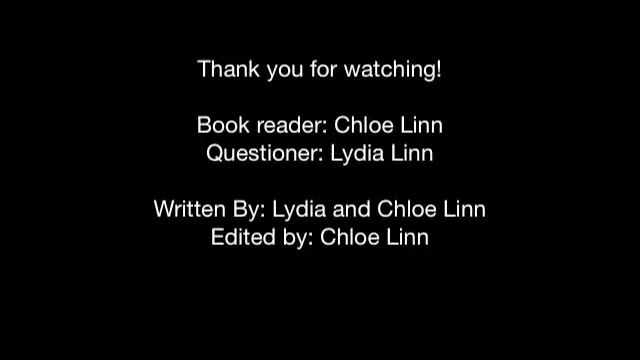 Thank you for watching!
Book reader: Chloe Linn
Questioner: Lydia Linn
Written By: Lydia and Chloe Linn
Edited by: Chloe Linn